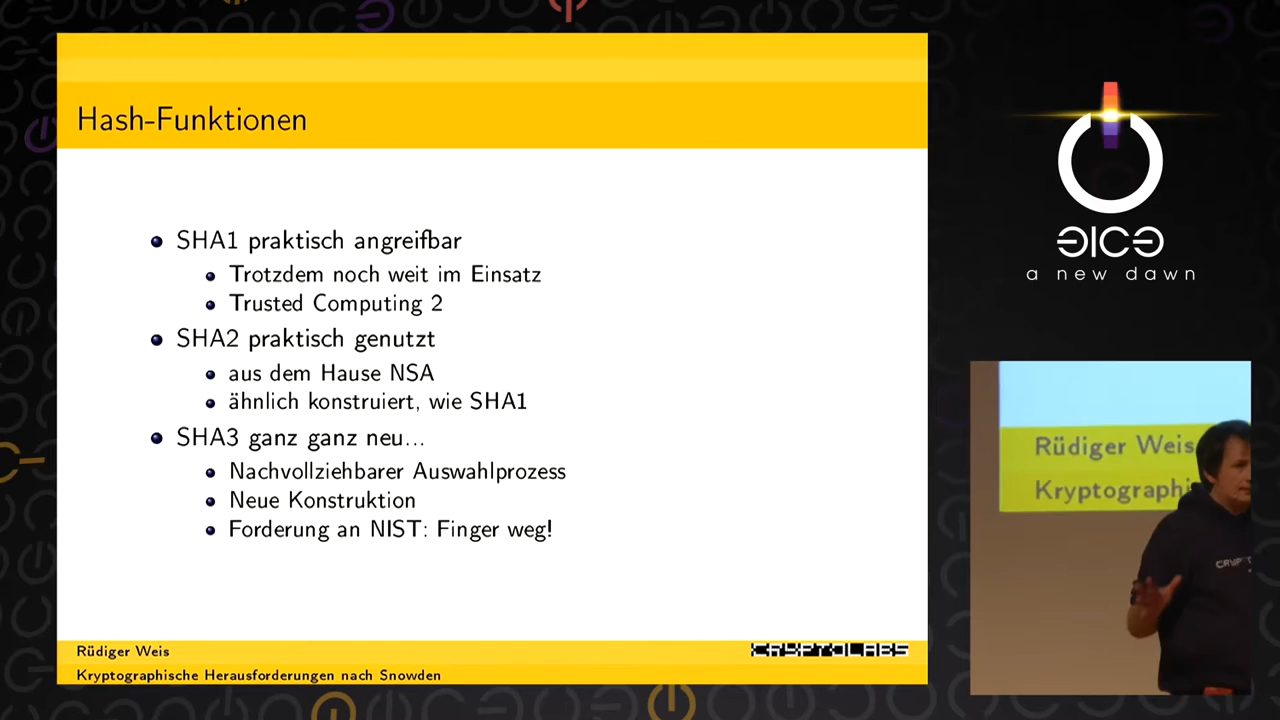 Hash-Funktionen
SHA1 praktisch angreifbar
Trotzdem noch weit im Einsatz
Trusted Computing 2
SHA2 praktisch genutzt
aus dem Hause NSA
ähnlich konstruiert, wie SHA1
SHA3 ganz ganz neu...
Nachvollziehbarer Auswahlprozess
Neue Konstruktion
Forderung an NIST: Finger weg!
Rüdiger Weis
CRYPTOLABS
Kryptographische Herausforderungen nach Snowden
31C3
a new dawn
Rüdiger Weis
Kryptographi